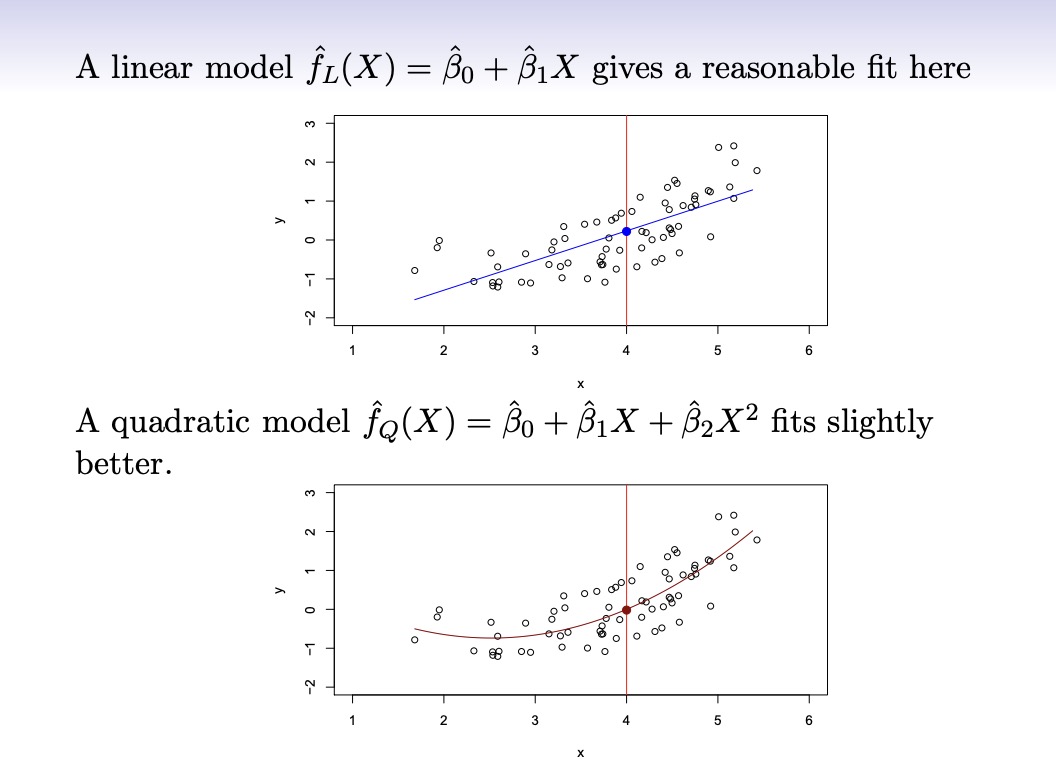 A linear model f̂_L(X) = β̂_0 + β̂_1X gives a reasonable fit here
3
2
1
0
−1
−2
y
1 2 3 4 5 6
x
A quadratic model f̂_Q(X) = β̂_0 + β̂_1X + β̂_2X² fits slightly
better.
3
2
1
0
−1
−2
y
1 2 3 4 5 6
x